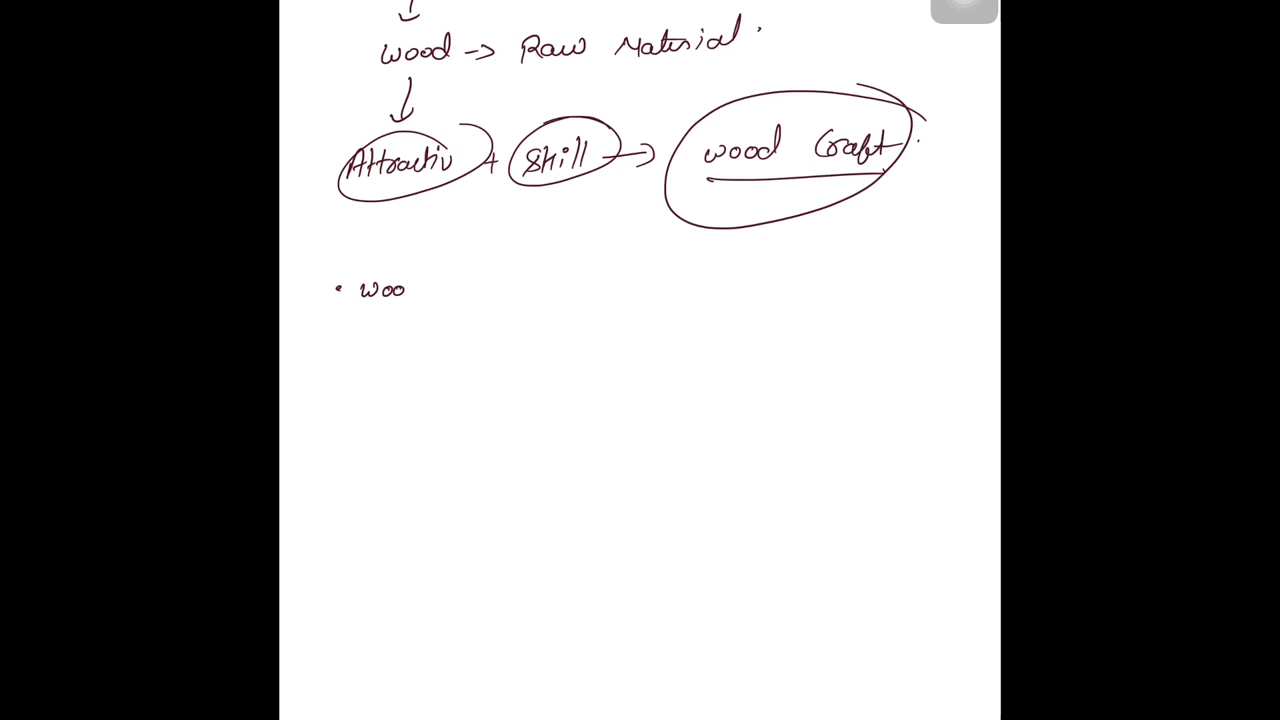 wood → Raw Material.
Attractiv + Skill → wood Craft.
• woo